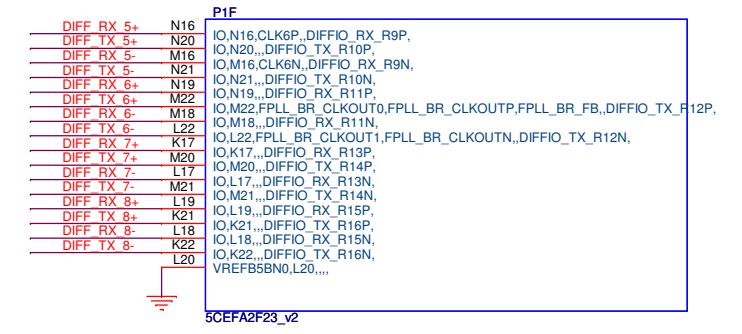 P1F
DIFF_RX_5+ N16 IO,N16,CLK6P,,DIFFIO_RX_R9P,
DIFF_TX_5+ N20 IO,N20,,,DIFFIO_TX_R10P,
DIFF_RX_5- M16 IO,M16,CLK6N,,DIFFIO_RX_R9N,
DIFF_TX_5- N21 IO,N21,,,DIFFIO_TX_R10N,
DIFF_RX_6+ N19 IO,N19,,,DIFFIO_RX_R11P,
DIFF_TX_6+ M22 IO,M22,FPLL_BR_CLKOUT0,FPLL_BR_CLKOUTP,FPLL_BR_FB,,DIFFIO_TX_R12P,
DIFF_RX_6- M18 IO,M18,,,DIFFIO_RX_R11N,
DIFF_TX_6- L22 IO,L22,FPLL_BR_CLKOUT1,FPLL_BR_CLKOUTN,,DIFFIO_TX_R12N,
DIFF_RX_7+ K17 IO,K17,,,DIFFIO_RX_R13P,
DIFF_TX_7+ M20 IO,M20,,,DIFFIO_TX_R14P,
DIFF_RX_7- L17 IO,L17,,,DIFFIO_RX_R13N,
DIFF_TX_7- M21 IO,M21,,,DIFFIO_TX_R14N,
DIFF_RX_8+ L19 IO,L19,,,DIFFIO_RX_R15P,
DIFF_TX_8+ K21 IO,K21,,,DIFFIO_TX_R16P,
DIFF_RX_8- L18 IO,L18,,,DIFFIO_RX_R15N,
DIFF_TX_8- K22 IO,K22,,,DIFFIO_TX_R16N,
L20 VREFB5BN0,L20,,,,
5CEFA2F23_v2